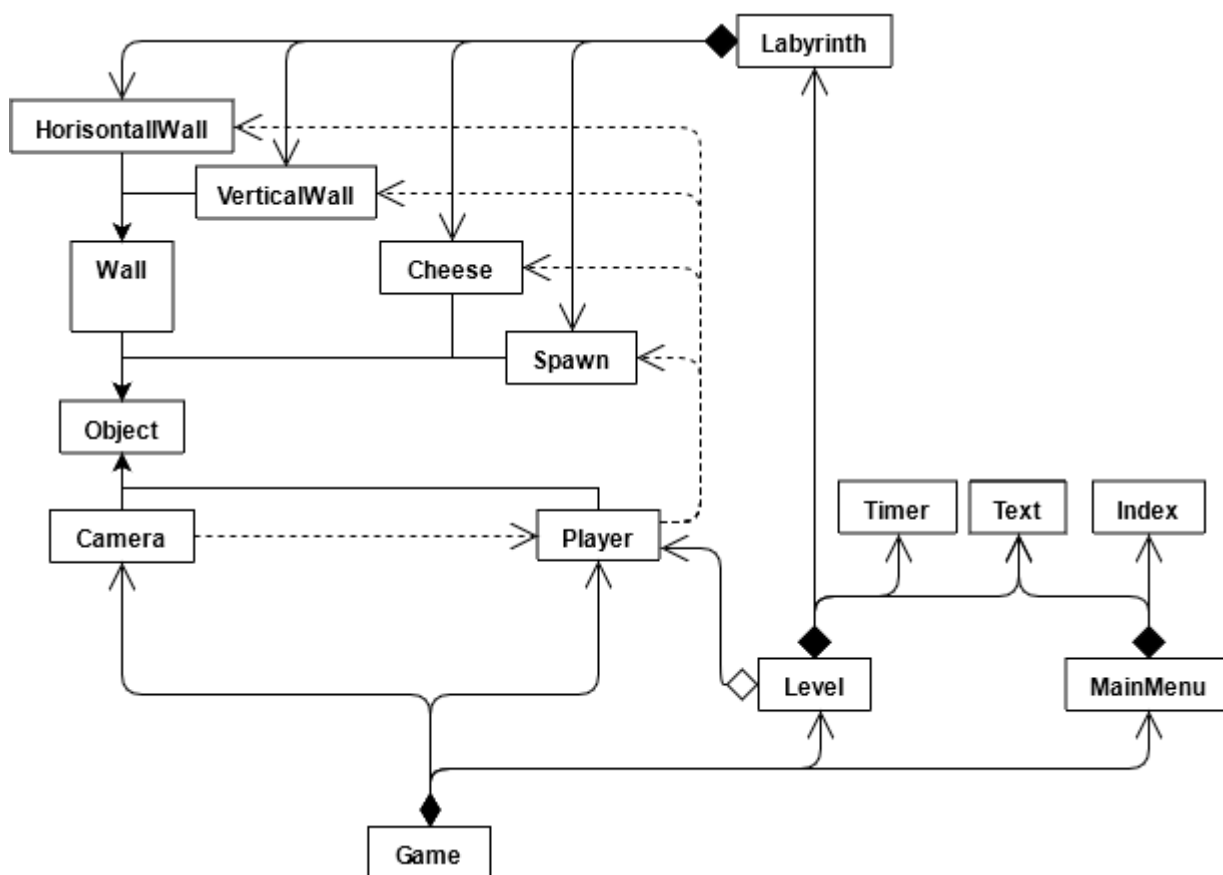 Labyrinth
HorisontallWall
VerticalWall
Wall
Cheese
Spawn
Object
Timer
Text
Index
Camera
Player
Level
MainMenu
Game